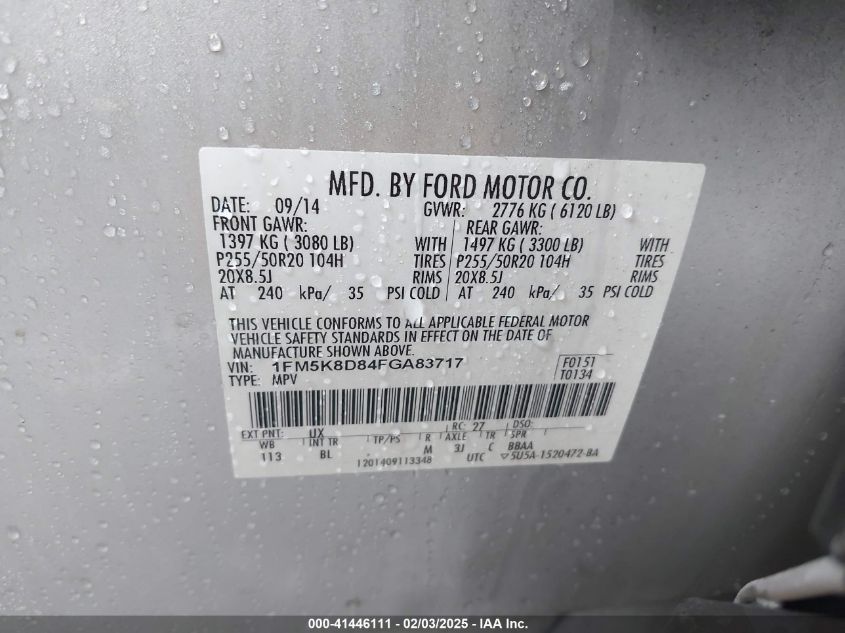 MFD. BY FORD MOTOR CO.
DATE: 09/14 GVWR: 2776 KG ( 6120 LB)
FRONT GAWR: REAR GAWR:
1397 KG ( 3080 LB) WITH 1497 KG ( 3300 LB) WITH
P255/50R20 104H TIRES P255/50R20 104H TIRES
20X8.5J RIMS 20X8.5J RIMS
AT 240 kPa/ 35 PSI COLD AT 240 kPa/ 35 PSI COLD
THIS VEHICLE CONFORMS TO ALL APPLICABLE FEDERAL MOTOR
VEHICLE SAFETY STANDARDS IN EFFECT ON THE DATE OF
MANUFACTURE SHOWN ABOVE.
VIN: 1FM5K8D84FGA83717 F0151
TYPE: MPV T0134
EXT PNT: UX RC: 27 DSO:
WB INT TR TP/PS R AXLE TR SPR
113 BL M 3J C BBAA
1201409113348 UTC ▽5U5A-1520472-BA
000-41446111 - 02/03/2025 - IAA Inc.